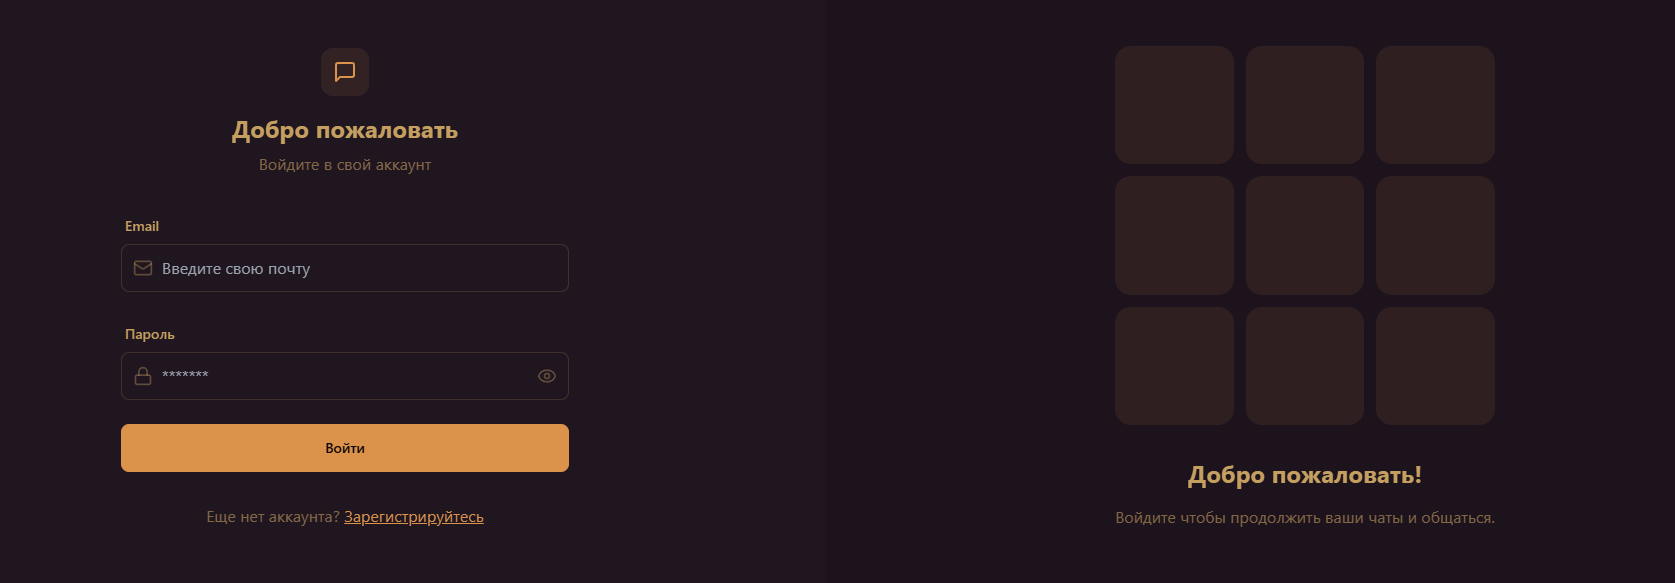 Добро пожаловать
Войдите в свой аккаунт
Email
Введите свою почту
Пароль
*******
Войти
Еще нет аккаунта? Зарегистрируйтесь
Добро пожаловать!
Войдите чтобы продолжить ваши чаты и общаться.